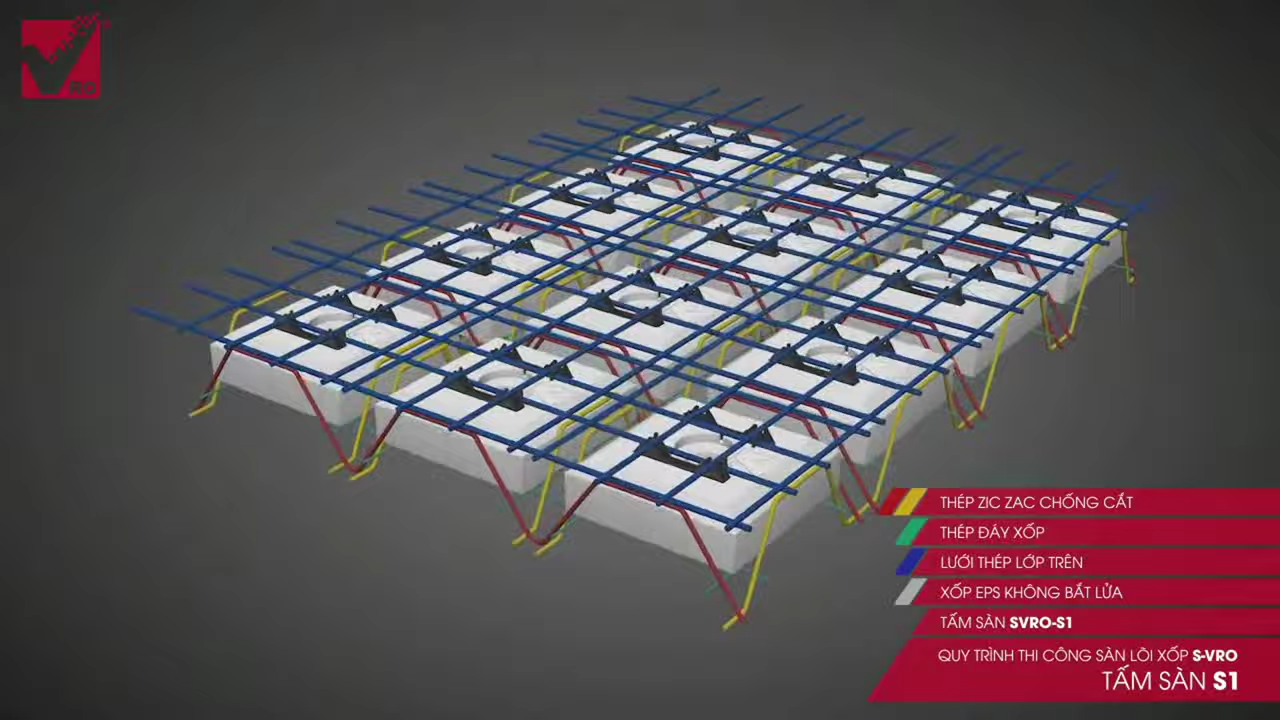 VRO
THÉP ZIC ZAC CHỐNG CẮT
THÉP ĐÁY XỐP
LƯỚI THÉP LỚP TRÊN
XỐP EPS KHÔNG BẮT LỬA
TẤM SÀN SVRO-S1
QUY TRÌNH THI CÔNG SÀN LÕI XỐP S-VRO
TẤM SÀN S1